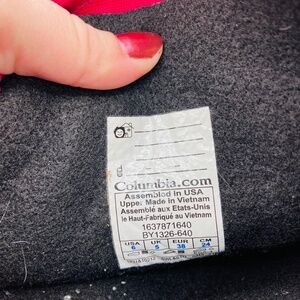 Columbia.com
Assembled in USA
Upper Made in Vietnam
Assemblé aux Etats-Unis
le Haut-Fabriqué au Vietnam
1637871640
BY1326-640
USA UK EUR CM
6 5 38 24